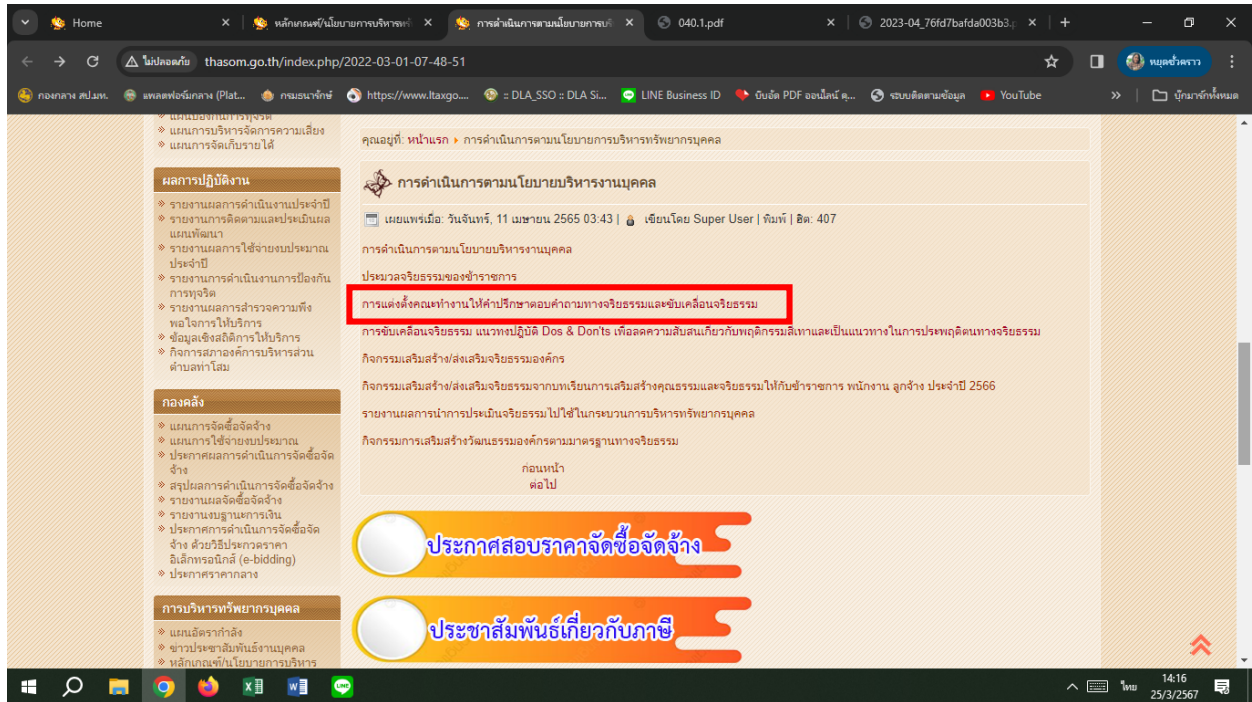 Home
หลักเกณฑ์/นโยบายการบริหารทร
การดำเนินการตามนโยบายการบริ
040.1.pdf
2023-04_76fd7bafda003b3.p
ไม่ปลอดภัย thasom.go.th/index.php/2022-03-01-07-48-51
หยุดชั่วคราว
กองกลาง สป.มท.
แพลตฟอร์มกลาง (Plat...
กรมธนารักษ์
https://www.ltaxgo....
:: DLA_SSO :: DLA Si...
LINE Business ID
บีบอัด PDF ออนไลน์ ฅ...
ระบบติดตามข้อมูล
YouTube
บุ๊กมาร์กทั้งหมด
แผนป้องกันการทุจริต
แผนการบริหารจัดการความเสี่ยง
แผนการจัดเก็บรายได้
ผลการปฏิบัติงาน
รายงานผลการดำเนินงานประจำปี
รายงานการติดตามและประเมินผล
แผนพัฒนา
รายงานผลการใช้จ่ายงบประมาณ
ประจำปี
รายงานการดำเนินงานการป้องกัน
การทุจริต
รายงานผลการสำรวจความพึง
พอใจการให้บริการ
ข้อมูลเชิงสถิติการให้บริการ
กิจการสภาองค์การบริหารส่วน
ตำบลท่าโสม
กองคลัง
แผนการจัดซื้อจัดจ้าง
แผนการใช้จ่ายงบประมาณ
ประกาศผลการดำเนินการจัดซื้อจัด
จ้าง
สรุปผลการดำเนินการจัดซื้อจัดจ้าง
รายงานผลจัดซื้อจัดจ้าง
รายงานงบฐานะการเงิน
ประกาศการดำเนินการจัดซื้อจัด
จ้าง ด้วยวิธีประกวดราคา
อิเล็กทรอนิกส์ (e-bidding)
ประกาศราคากลาง
การบริหารทรัพยากรบุคคล
แผนอัตรากำลัง
ข่าวประชาสัมพันธ์งานบุคคล
หลักเกณฑ์/นโยบายการบริหาร
คุณอยู่ที่: หน้าแรก การดำเนินการตามนโยบายการบริหารทรัพยากรบุคคล
การดำเนินการตามนโยบายบริหารงานบุคคล
เผยแพร่เมื่อ: วันจันทร์, 11 เมษายน 2565 03:43 | เขียนโดย Super User | พิมพ์ | ฮิต: 407
การดำเนินการตามนโยบายบริหารงานบุคคล
ประมวลจริยธรรมของข้าราชการ
การแต่งตั้งคณะทำงานให้คำปรึกษาตอบคำถามทางจริยธรรมและขับเคลื่อนจริยธรรม
การขับเคลื่อนจริยธรรม แนวทงปฏิบัติ Dos & Don'ts เพื่อลดความสับสนเกี่ยวกับพฤติกรรมสีเทาและเป็นแนวทางในการประพฤติตนทางจริยธรรม
กิจกรรมเสริมสร้าง/ส่งเสริมจริยธรรมองค์กร
กิจกรรมเสริมสร้าง/ส่งเสริมจริยธรรมจากบทเรียนการเสริมสร้างคุณธรรมและจริยธรรมให้กับข้าราชการ พนักงาน ลูกจ้าง ประจำปี 2566
รายงานผลการนำการประเมินจริยธรรมไปใช้ในกระบวนการบริหารทรัพยากรบุคคล
กิจกรรมการเสริมสร้างวัฒนธรรมองค์กรตามมาตรฐานทางจริยธรรม
ก่อนหน้า
ต่อไป
ประกาศสอบราคาจัดซื้อจัดจ้าง
ประชาสัมพันธ์เกี่ยวกับภาษี
ไทย
14:16
25/3/2567